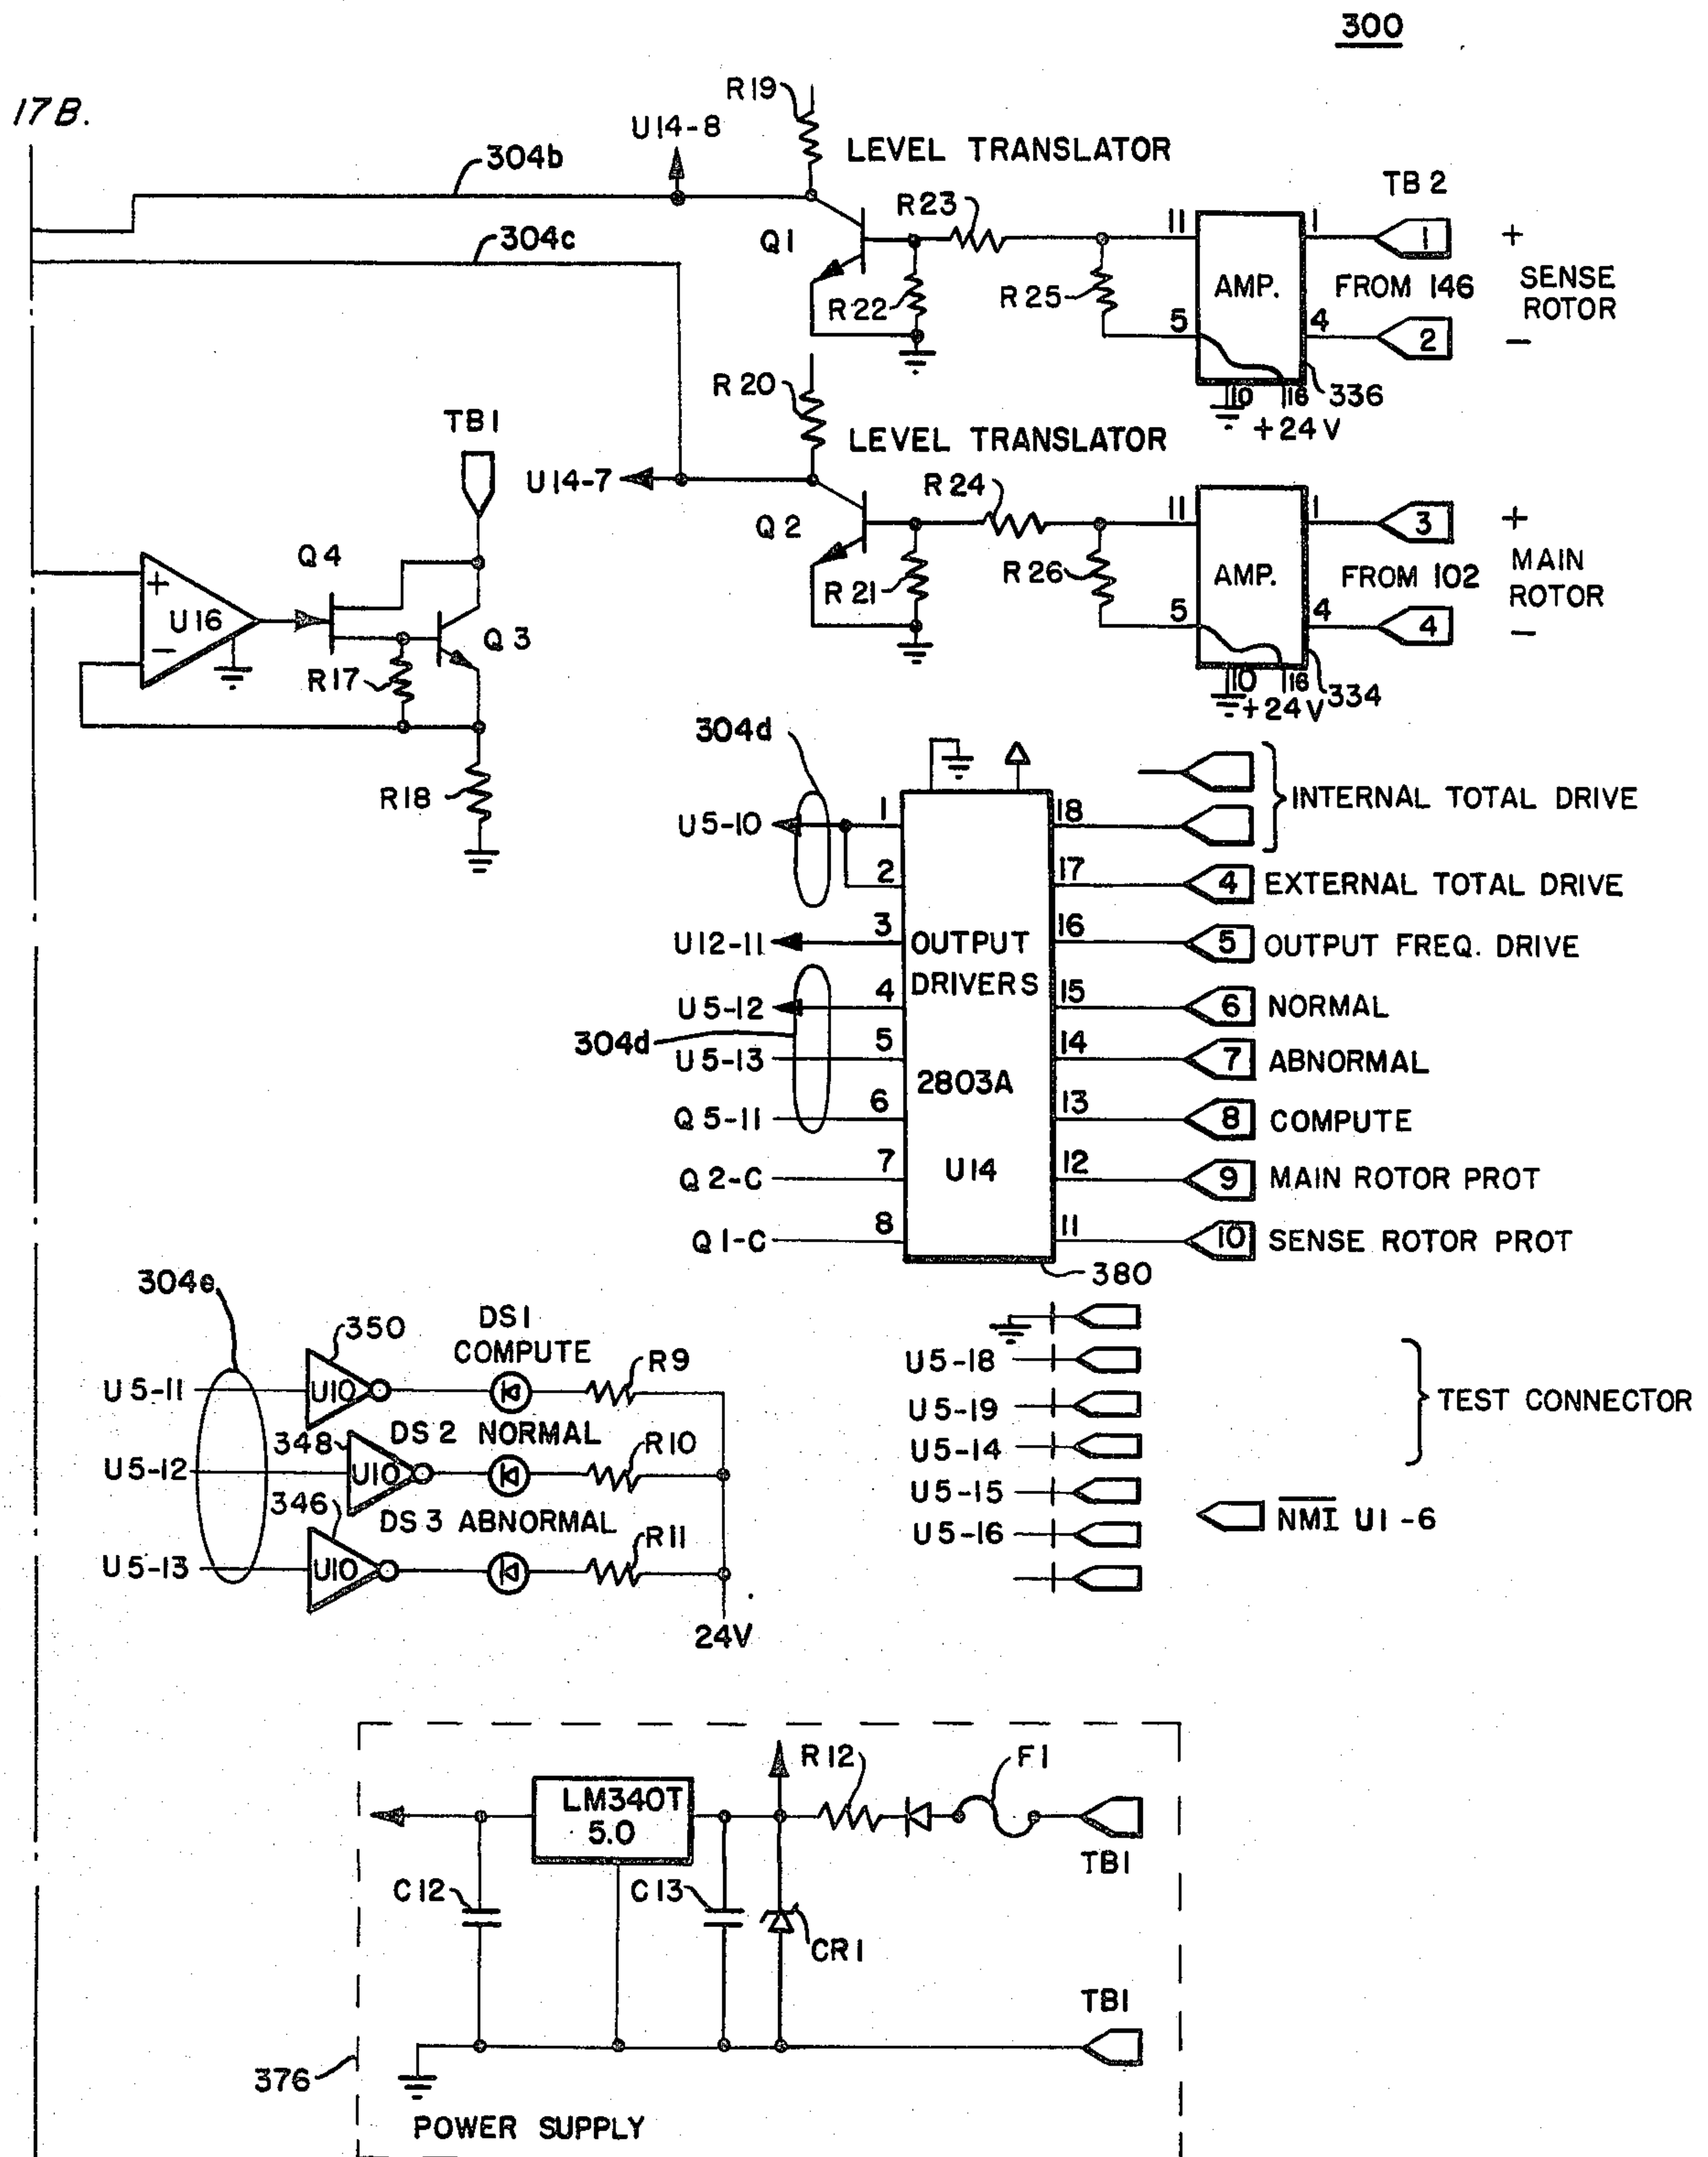 300
17B.
R19
U14-8
LEVEL TRANSLATOR
304b
TB 2
R23
11
1
1
+
Q1
304c
AMP.
FROM 146
SENSE
ROTOR
R22
R25
5
4
2
−
R 20
10
16
336
+24V
TB1
LEVEL TRANSLATOR
U14-7
R24
11
1
3
+
Q2
Q4
MAIN
ROTOR
AMP.
FROM 102
R26
R 21
+
U16
−
Q3
5
4
4
−
R17
10
16
334
+24V
304d
R18
INTERNAL TOTAL DRIVE
U5-10
1
18
2
17
4
EXTERNAL TOTAL DRIVE
U12-11
3
OUTPUT
DRIVERS
16
5
OUTPUT FREQ. DRIVE
U5-12
4
15
6
NORMAL
304d
U5-13
5
14
7
ABNORMAL
2803A
Q5-11
6
13
8
COMPUTE
Q2-C
7
U14
12
9
MAIN ROTOR PROT
Q1-C
8
11
10
SENSE ROTOR PROT
380
304e
350
DS1
COMPUTE
R9
U5-11
U10
U5-18
U5-19
TEST CONNECTOR
348
DS2 NORMAL
R10
U5-12
U10
U5-14
U5-15
346
DS3 ABNORMAL
R11
NMI U1-6
U5-16
U5-13
U10
24V
R12
F1
LM340T
5.0
TB1
C12
C13
CR1
TB1
376
POWER SUPPLY